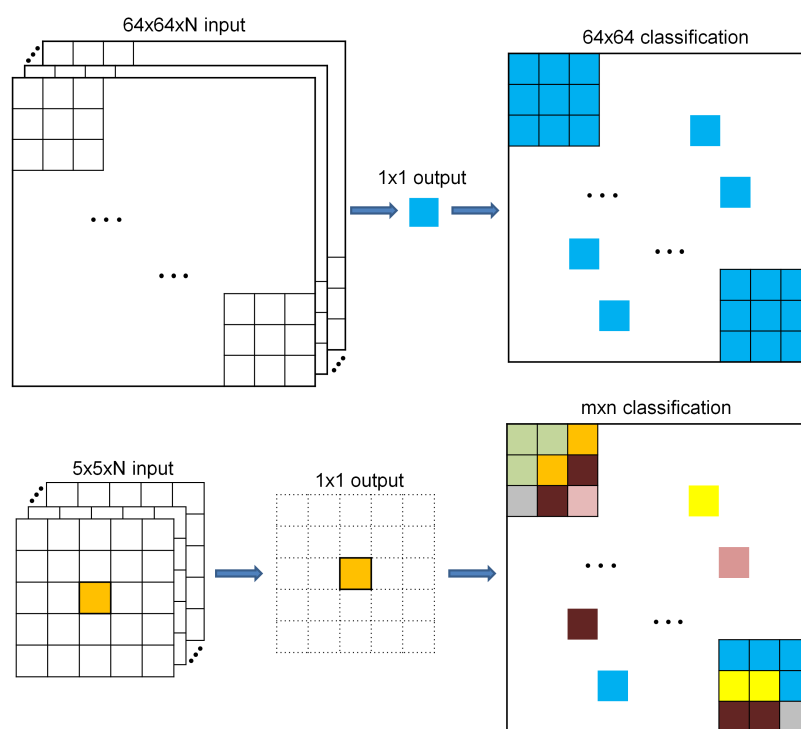 64x64xN input
64x64 classification
1x1 output
mxn classification
5x5xN input
1x1 output